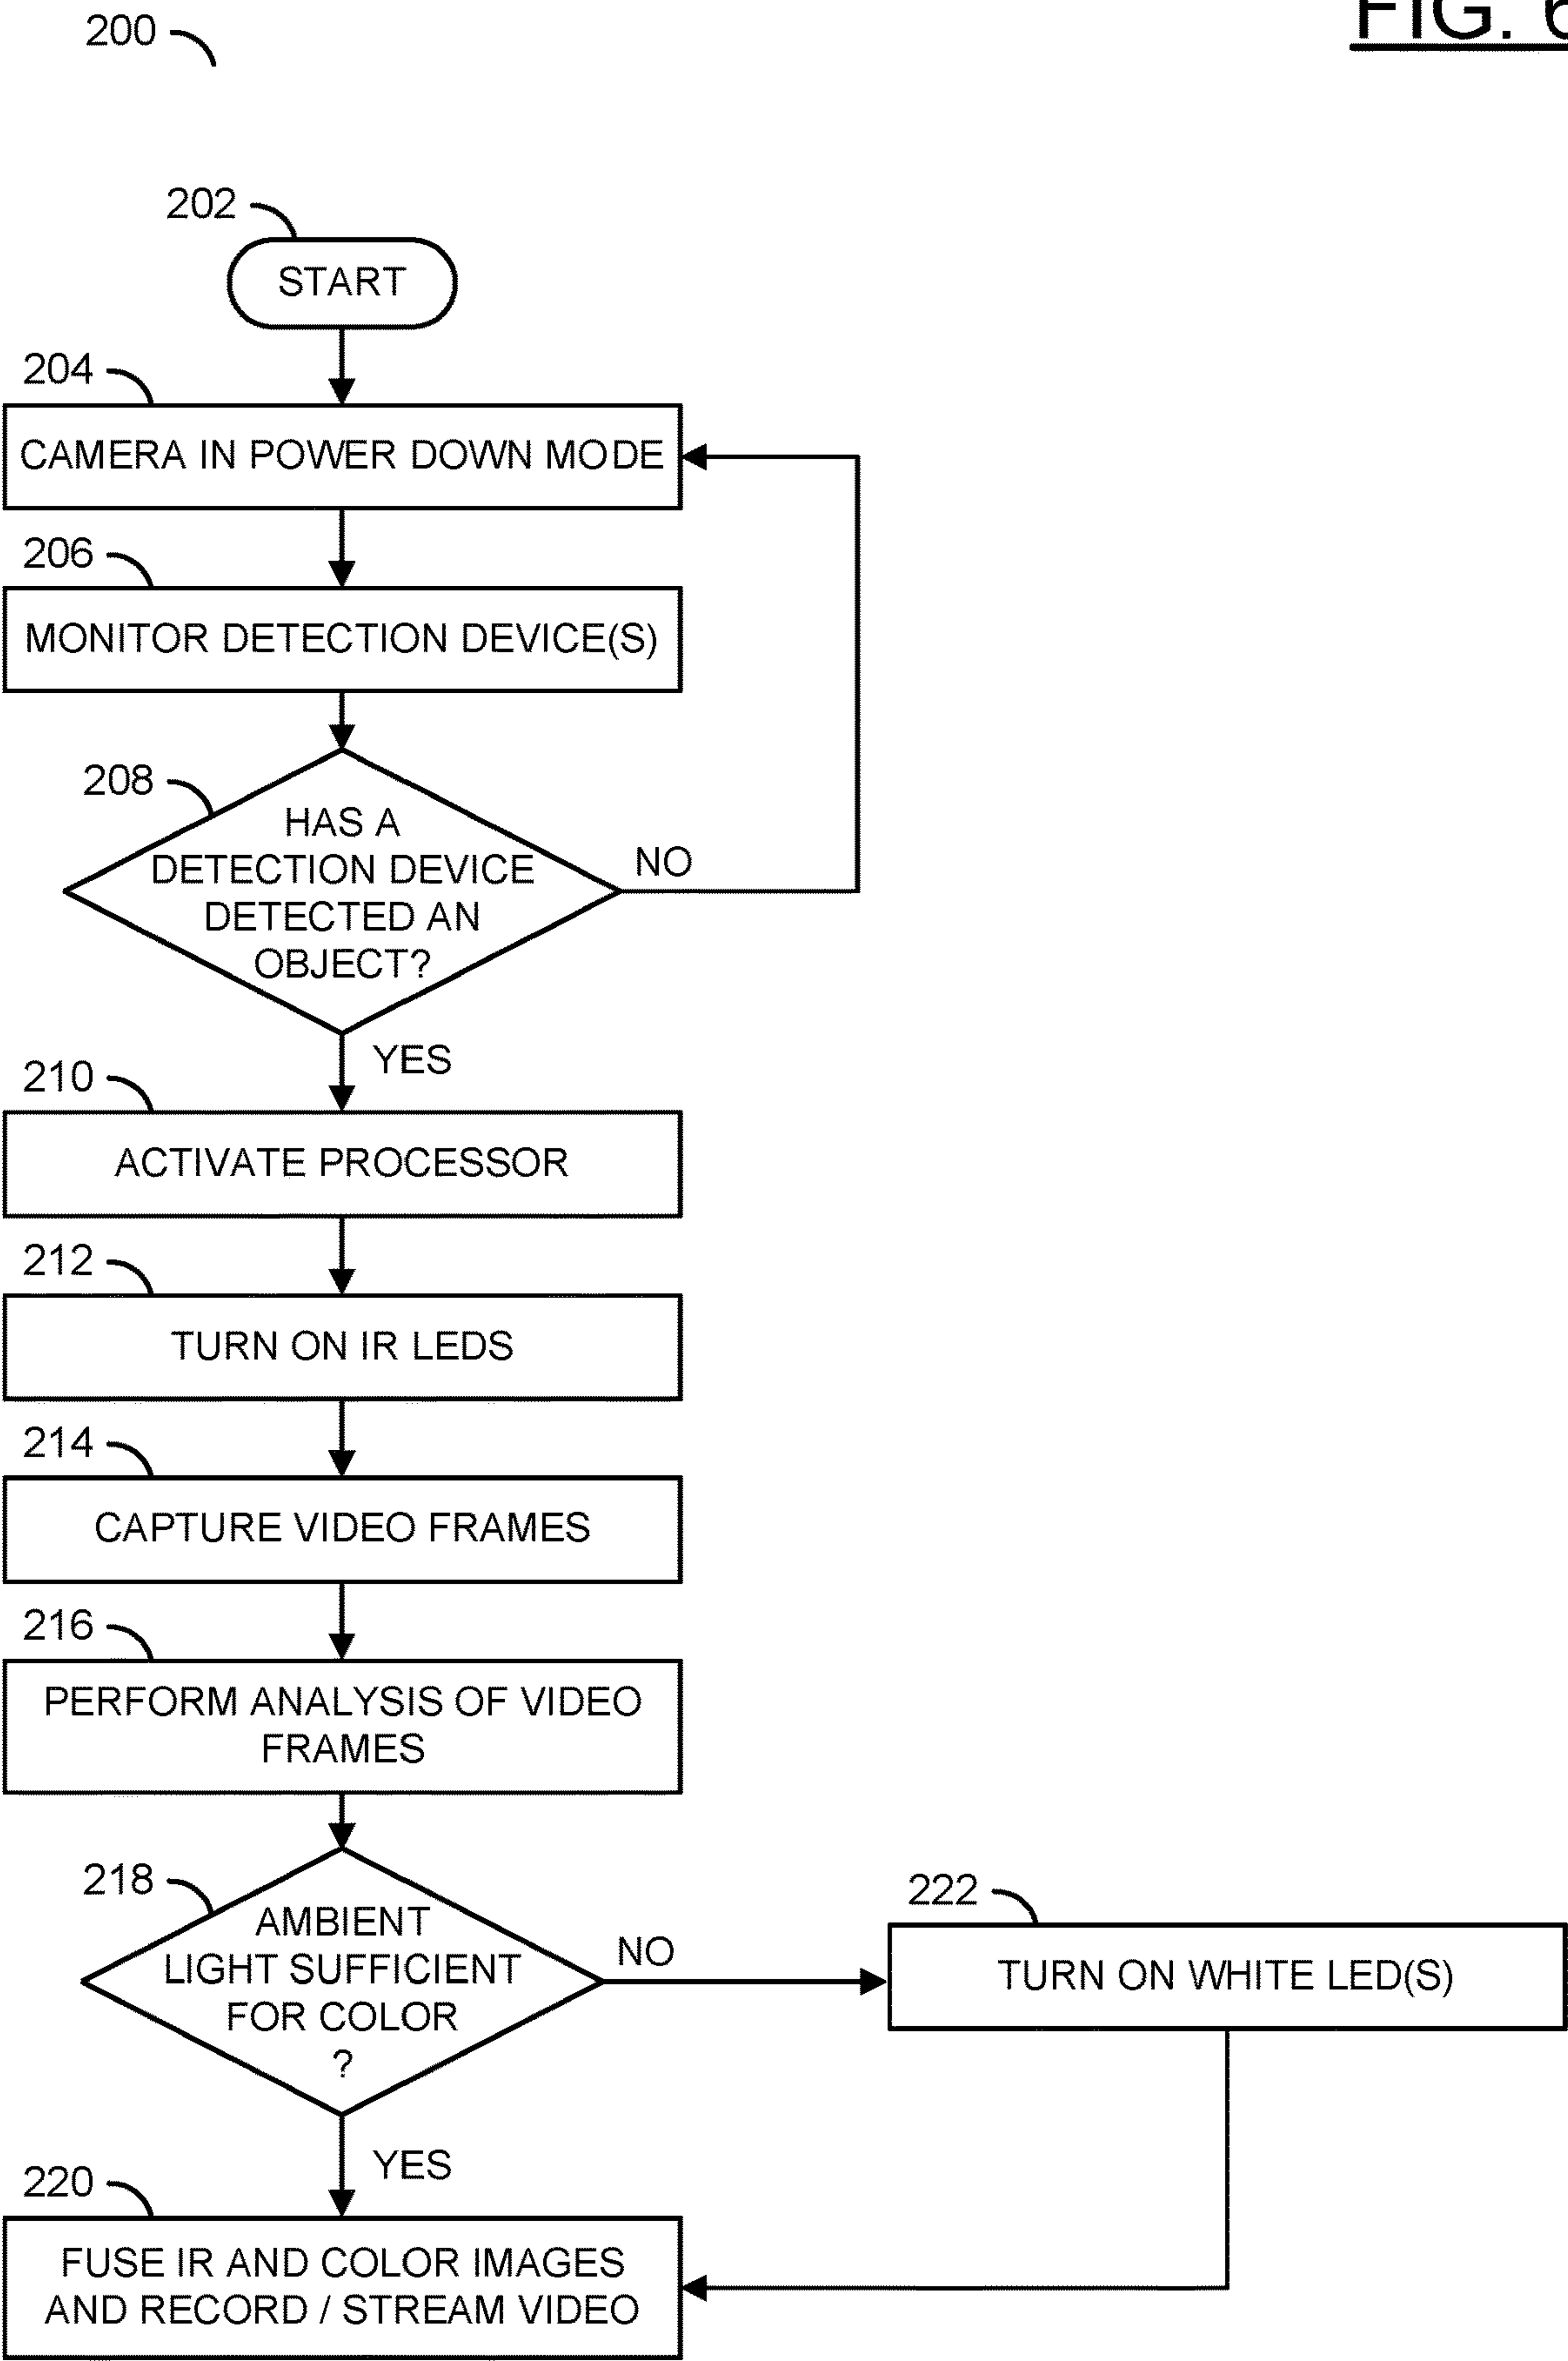 200
FIG. 6
202
START
204
CAMERA IN POWER DOWN MODE
206
MONITOR DETECTION DEVICE(S)
208
HAS A
DETECTION DEVICE
DETECTED AN
OBJECT?
NO
YES
210
ACTIVATE PROCESSOR
212
TURN ON IR LEDS
214
CAPTURE VIDEO FRAMES
216
PERFORM ANALYSIS OF VIDEO
FRAMES
218
AMBIENT
LIGHT SUFFICIENT
FOR COLOR
?
NO
222
TURN ON WHITE LED(S)
YES
220
FUSE IR AND COLOR IMAGES
AND RECORD / STREAM VIDEO